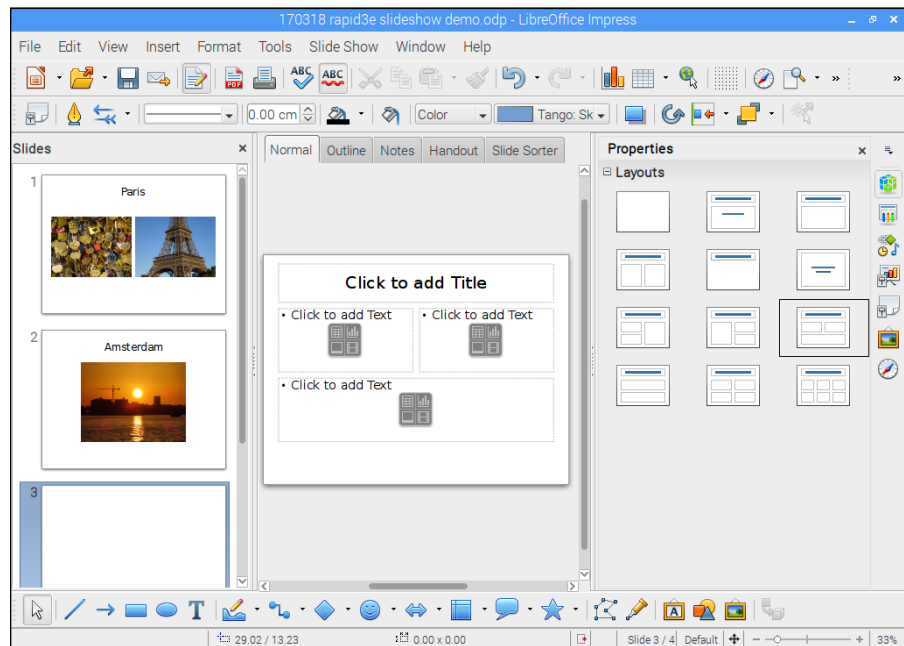 170318 rapid3e slideshow demo.odp - LibreOffice Impress
File Edit View Insert Format Tools Slide Show Window Help
PDF ABC ABC » »
0.00 cm Color Tango: Sk
Slides
Normal Outline Notes Handout Slide Sorter
Properties
Layouts
1
Paris
2
Amsterdam
3
Click to add Title
• Click to add Text • Click to add Text
• Click to add Text
T
A
29.02 / 13.23 0.00 x 0.00 Slide 3 / 4 Default 33%